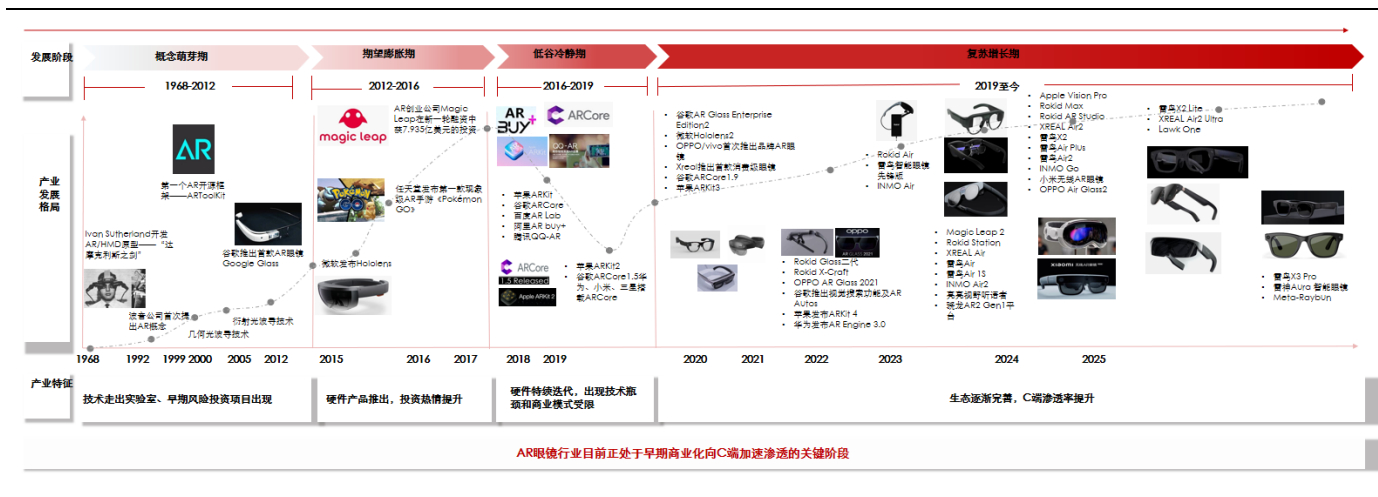 发展阶段
概念萌芽期
期望膨胀期
低谷冷静期
复苏增长期
1968-2012
2012-2016
2016-2019
2019至今
产业
发展
格局
Ivan Sutherland开发
AR/HMD原型——“达
摩克利斯之剑”
波音公司首次提
出AR概念
AR
第一个AR开源框
架——ARToolKit
几何光波导技术
衍射光波导技术
谷歌推出首款AR眼镜
Google Glass
magic leap
AR创业公司Magic
Leap在新一轮融资中
获7.935亿美元的投资
POKEMON
GO
任天堂发布第一款现象
级AR手游《Pokémon
GO》
微软发布Hololens
AR
BUY+
ARCore
QQ-AR
• 苹果ARKit
• 谷歌ARCore
• 百度AR Lab
• 阿里AR buy+
• 腾讯QQ-AR
ARCore
1.5 Released
Apple ARKit 2
• 苹果ARKit2
• 谷歌ARCore1.5华
为、小米、三星搭
载ARCore
• 谷歌AR Glass Enterprise
Edition2
• 微软Hololens2
• OPPO/vivo首次推出品牌AR眼
镜
• Xreal推出首款消费级眼镜
• 谷歌ARCore1.9
• 苹果ARKit3
oppo
• Rokid Glass二代
• Rokid X-Craft
• OPPO AR Glass 2021
• 谷歌推出视觉搜索功能及AR
Autos
• 苹果发布ARKit 4
• 华为发布AR Engine 3.0
• Rokid Air
• 雷鸟智能眼镜
先锋版
• INMO Air
• Magic Leap 2
• Rokid Station
• XREAL Air
• 雷鸟Air
• 雷鸟Air 1S
• INMO Air2
• 亮亮视野听语者
• 骁龙AR2 Gen1平
台
• Apple Vision Pro
• Rokid Max
• Rokid AR Studio
• XREAL Air2
• 雷鸟X2
• 雷鸟Air Plus
• 雷鸟Air2
• INMO Go
• 小米无线AR眼镜
• OPPO Air Glass2
xiaomi
• 雷鸟X2 Lite
• XREAL Air2 Ultra
• Lawk One
• 雷鸟X3 Pro
• 雷神Aura 智能眼镜
• Meta-Raybun
1968
1992
1999
2000
2005
2012
2015
2016
2017
2018
2019
2020
2021
2022
2023
2024
2025
产业特征
技术走出实验室、早期风险投资项目出现
硬件产品推出，投资热情提升
硬件特续迭代，出现技术瓶
颈和商业模式受限
生态逐渐完善，C端渗透率提升
AR眼镜行业目前正处于早期商业化向C端加速渗透的关键阶段